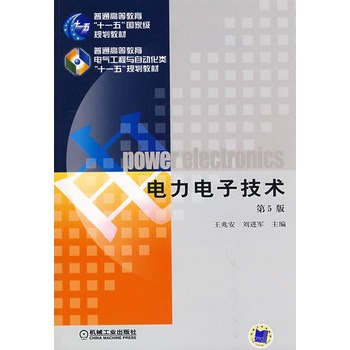 普通高等教育
"十一五"国家级
规划教材
普通高等教育
电气工程与自动化类
"十一五"规划教材
powerelectronics
电力电子技术
第5版
王兆安 刘进军 主编
机械工业出版社
CHINA MACHINE PRESS